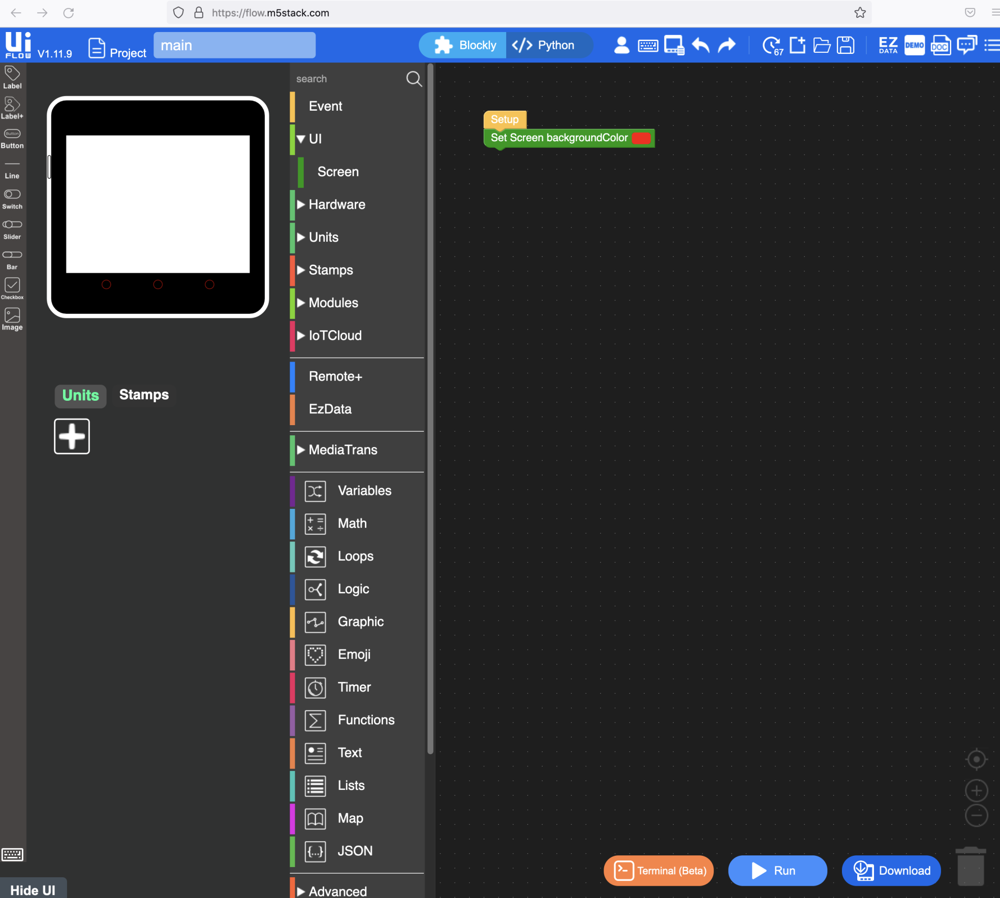 https://flow.m5stack.com
Ui
FLOW
V1.11.9
Project
main
Blockly
</> Python
67
EZ
DATA
DEMO
DOC
Label
Label+
Button
Button
Line
Switch
Slider
Bar
Checkbox
Image
Units
Stamps
Hide UI
search
Event
UI
Screen
Hardware
Units
Stamps
Modules
IoTCloud
Remote+
EzData
MediaTrans
Variables
Math
Loops
Logic
Graphic
Emoji
Timer
Functions
Text
Lists
Map
{...} JSON
Advanced
Setup
Set Screen backgroundColor
Terminal (Beta)
Run
Download